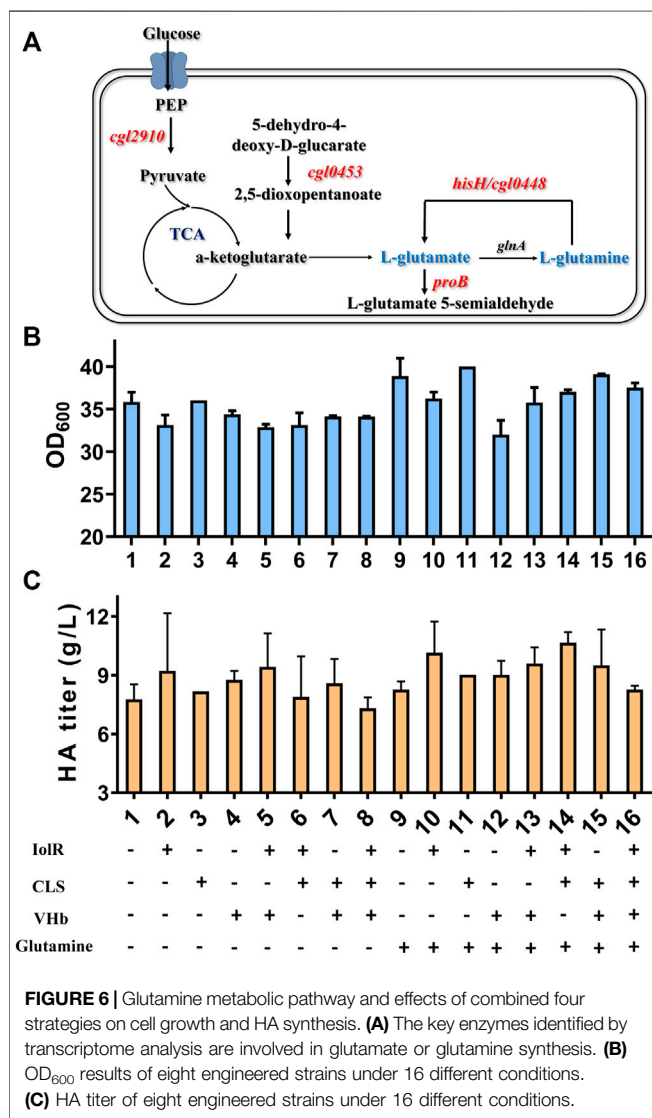 A
Glucose
PEP
cgl2910
Pyruvate
TCA
5-dehydro-4-
deoxy-D-glucarate
cgl0453
2,5-dioxopentanoate
a-ketoglutarate
hisH/cgl0448
L-glutamate
glnA
L-glutamine
proB
L-glutamate 5-semialdehyde
B
OD600
40
35
30
25
20
1 2 3 4 5 6 7 8 9 10 11 12 13 14 15 16
C
HA titer (g/L)
12
9
6
3
1 2 3 4 5 6 7 8 9 10 11 12 13 14 15 16
IolR - + - - + + - + - + - - + + - +
CLS - - + - - + + + - - + - - + + +
VHb - - - + + - + + - - - + + - + +
Glutamine - - - - - - - - + + + + + + + +
FIGURE 6 | Glutamine metabolic pathway and effects of combined four
strategies on cell growth and HA synthesis. (A) The key enzymes identified by
transcriptome analysis are involved in glutamate or glutamine synthesis. (B)
OD600 results of eight engineered strains under 16 different conditions.
(C) HA titer of eight engineered strains under 16 different conditions.